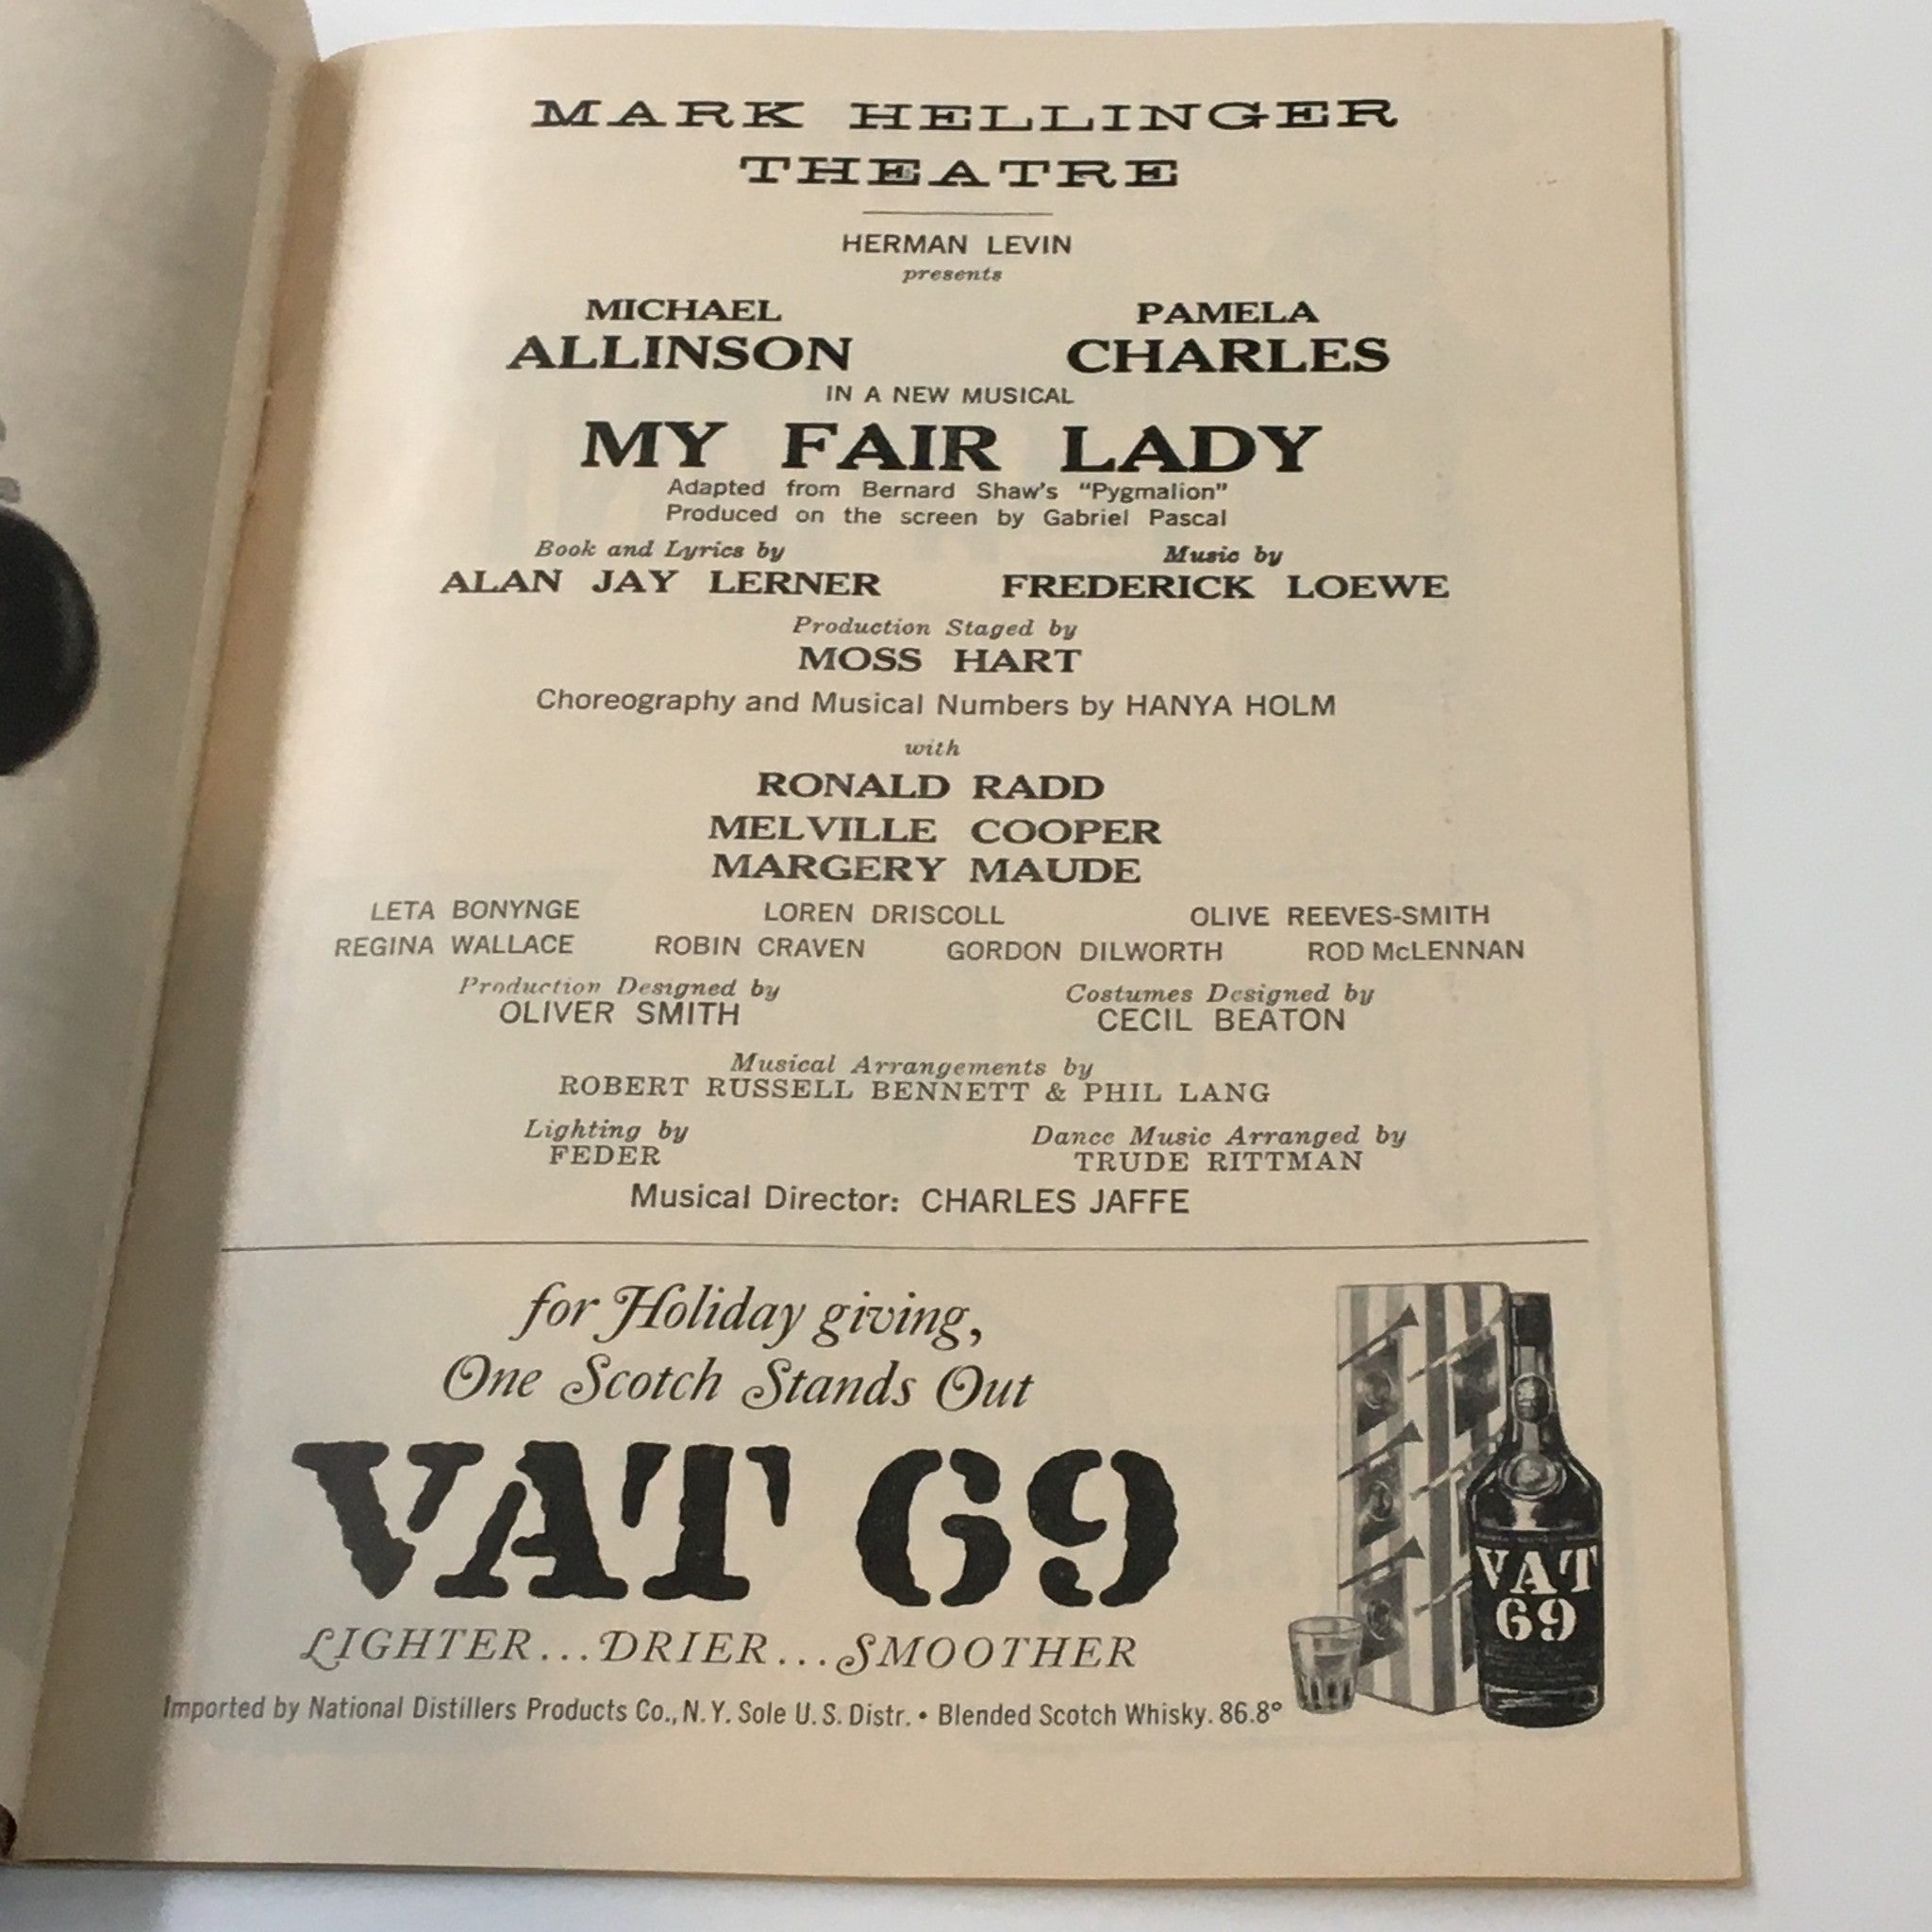 MARK HELLINGER
THEATRE
HERMAN LEVIN
presents
MICHAEL
ALLINSON
PAMELA
CHARLES
IN A NEW MUSICAL
MY FAIR LADY
Adapted from Bernard Shaw's "Pygmalion"
Produced on the screen by Gabriel Pascal
Book and Lyrics by
ALAN JAY LERNER
Music by
FREDERICK LOEWE
Production Staged by
MOSS HART
Choreography and Musical Numbers by HANYA HOLM
with
RONALD RADD
MELVILLE COOPER
MARGERY MAUDE
LETA BONYNGE LOREN DRISCOLL OLIVE REEVES-SMITH
REGINA WALLACE ROBIN CRAVEN GORDON DILWORTH ROD McLENNAN
Production Designed by
OLIVER SMITH
Costumes Designed by
CECIL BEATON
Musical Arrangements by
ROBERT RUSSELL BENNETT & PHIL LANG
Lighting by
FEDER
Dance Music Arranged by
TRUDE RITTMAN
Musical Director: CHARLES JAFFE
for Holiday giving,
One Scotch Stands Out
VAT 69
LIGHTER...DRIER...SMOOTHER
Imported by National Distillers Products Co., N.Y. Sole U.S. Distr. • Blended Scotch Whisky. 86.8°
VAT
69